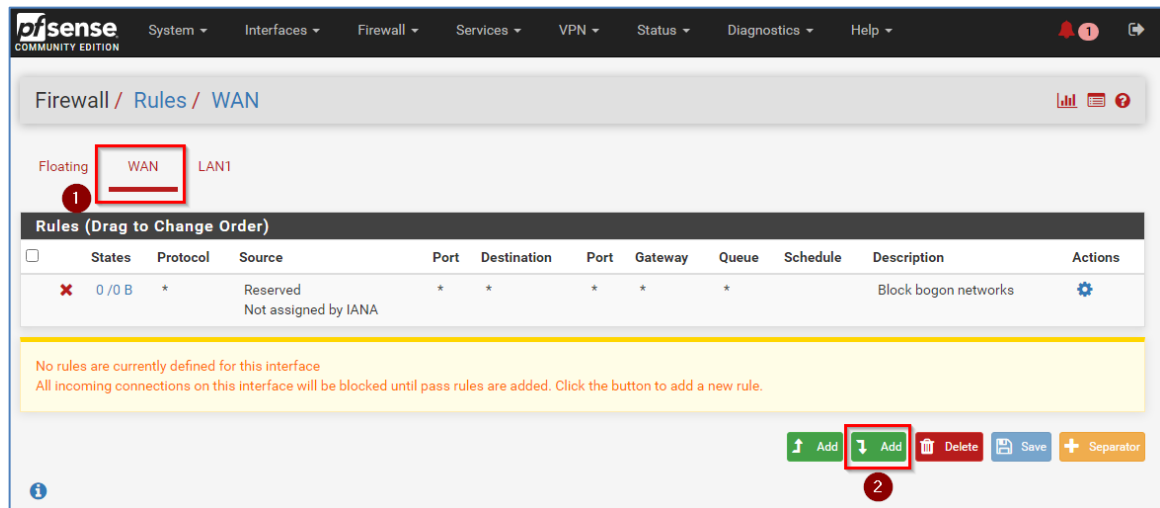 pfsense
COMMUNITY EDITION
System
Interfaces
Firewall
Services
VPN
Status
Diagnostics
Help
1
Firewall / Rules / WAN
Floating
WAN
LAN1
1
Rules (Drag to Change Order)
States Protocol Source Port Destination Port Gateway Queue Schedule Description Actions
0 /0 B * Reserved * * * * * Block bogon networks
Not assigned by IANA
No rules are currently defined for this interface
All incoming connections on this interface will be blocked until pass rules are added. Click the button to add a new rule.
Add
Add
Delete
Save
Separator
2